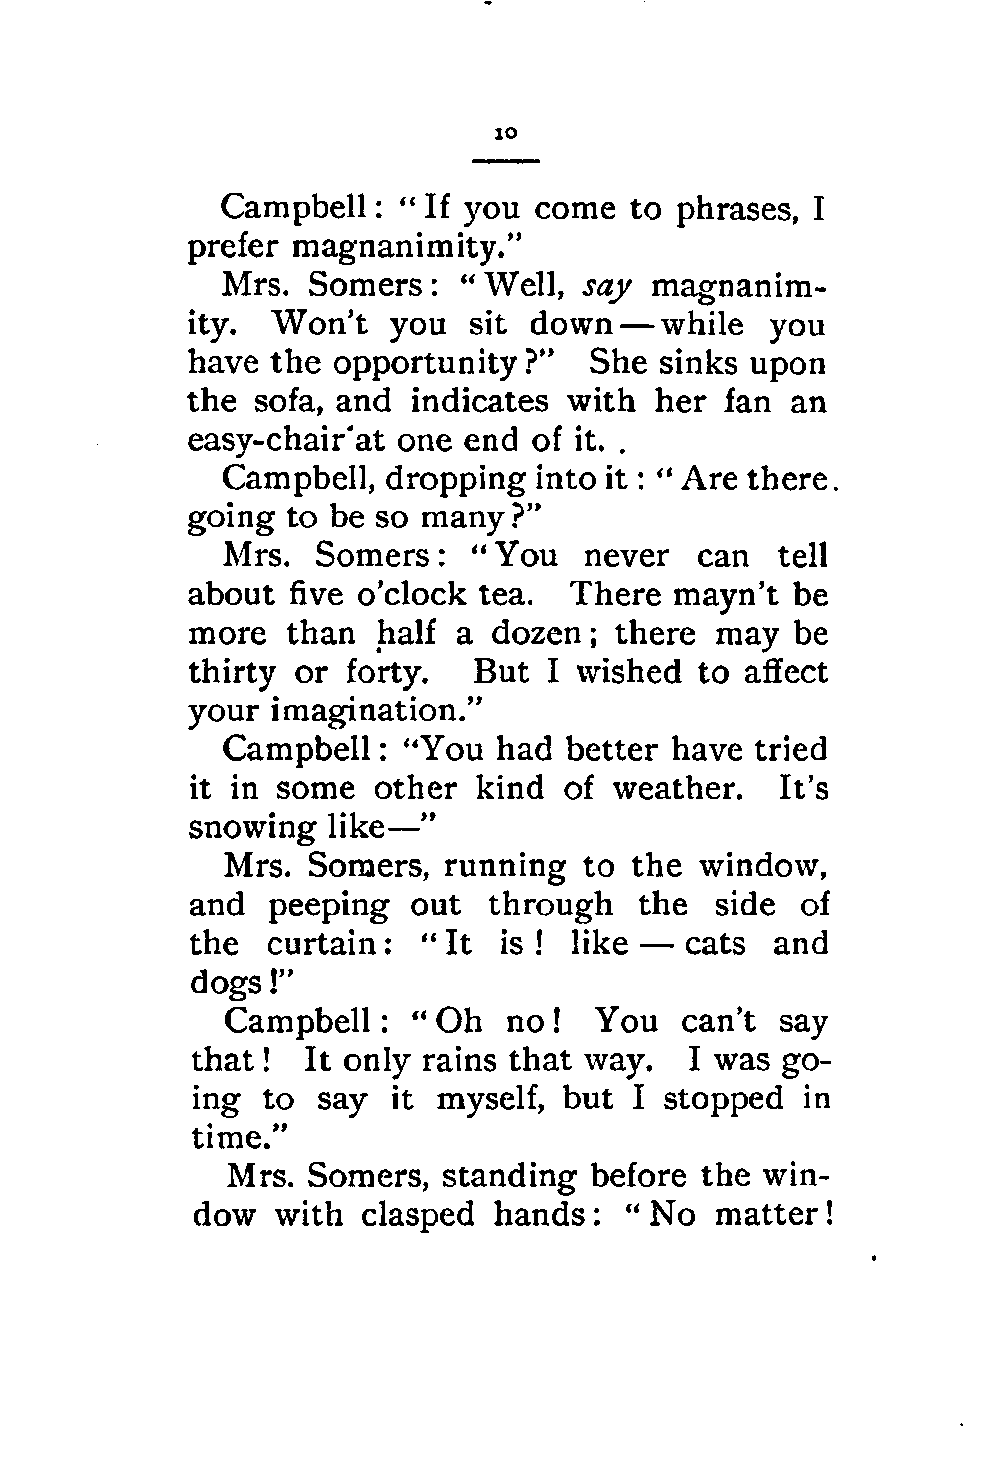 10
Campbell: "If you come to phrases, I
prefer magnanimity."
Mrs. Somers: "Well, say magnanim-
ity. Won't you sit down—while you
have the opportunity?" She sinks upon
the sofa, and indicates with her fan an
easy-chair at one end of it.
Campbell, dropping into it: "Are there
going to be so many?"
Mrs. Somers: "You never can tell
about five o'clock tea. There mayn't be
more than half a dozen; there may be
thirty or forty. But I wished to affect
your imagination."
Campbell: "You had better have tried
it in some other kind of weather. It's
snowing like—"
Mrs. Somers, running to the window,
and peeping out through the side of
the curtain: "It is! like — cats and
dogs!"
Campbell: "Oh no! You can't say
that! It only rains that way. I was go-
ing to say it myself, but I stopped in
time."
Mrs. Somers, standing before the win-
dow with clasped hands: "No matter!